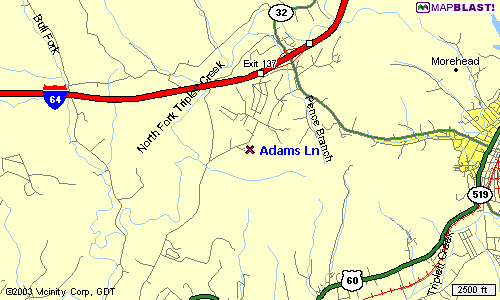 32
MAPBLAST!
Bull Fork
Exit 137
Morehead
64
North Fork Triplett Creek
Pence Branch
Adams Ln
519
Triplett Creek
60
©2003 Vicinity Corp, GDT
2500 ft